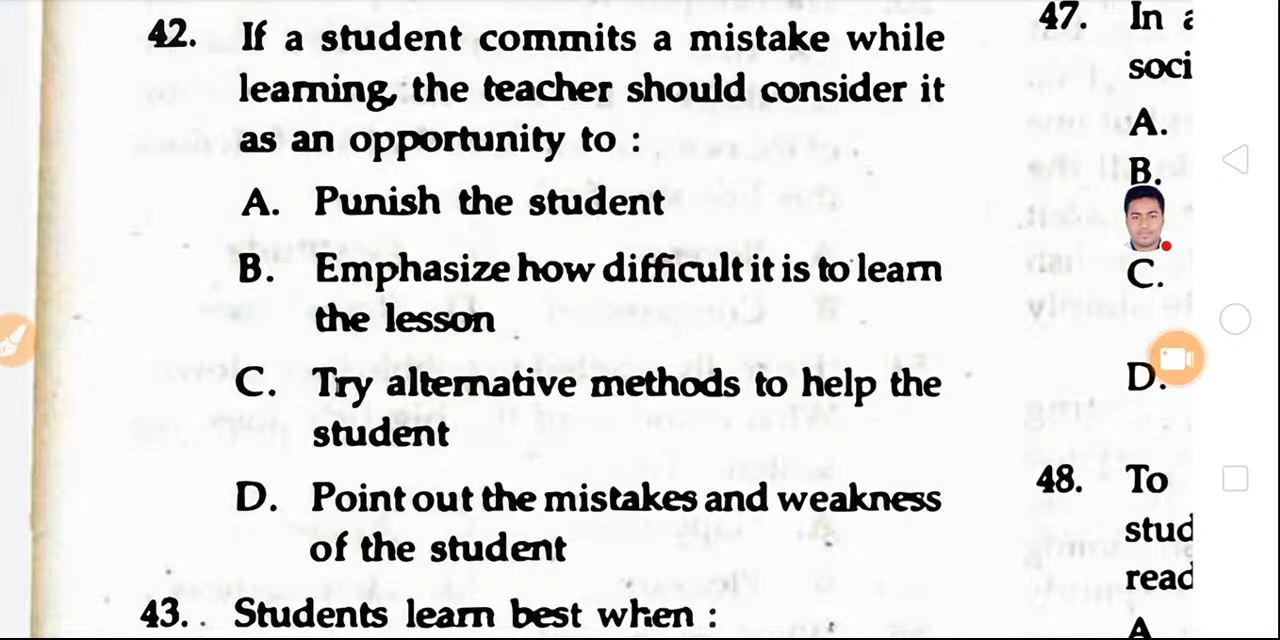 42. If a student commits a mistake while
learning, the teacher should consider it
as an opportunity to :
A. Punish the student
B. Emphasize how difficult it is to learn
the lesson
C. Try alternative methods to help the
student
D. Point out the mistakes and weakness
of the student
43. Students learn best when :
47. In
soci
A.
B.
C.
D.
48. To
stud
read
A